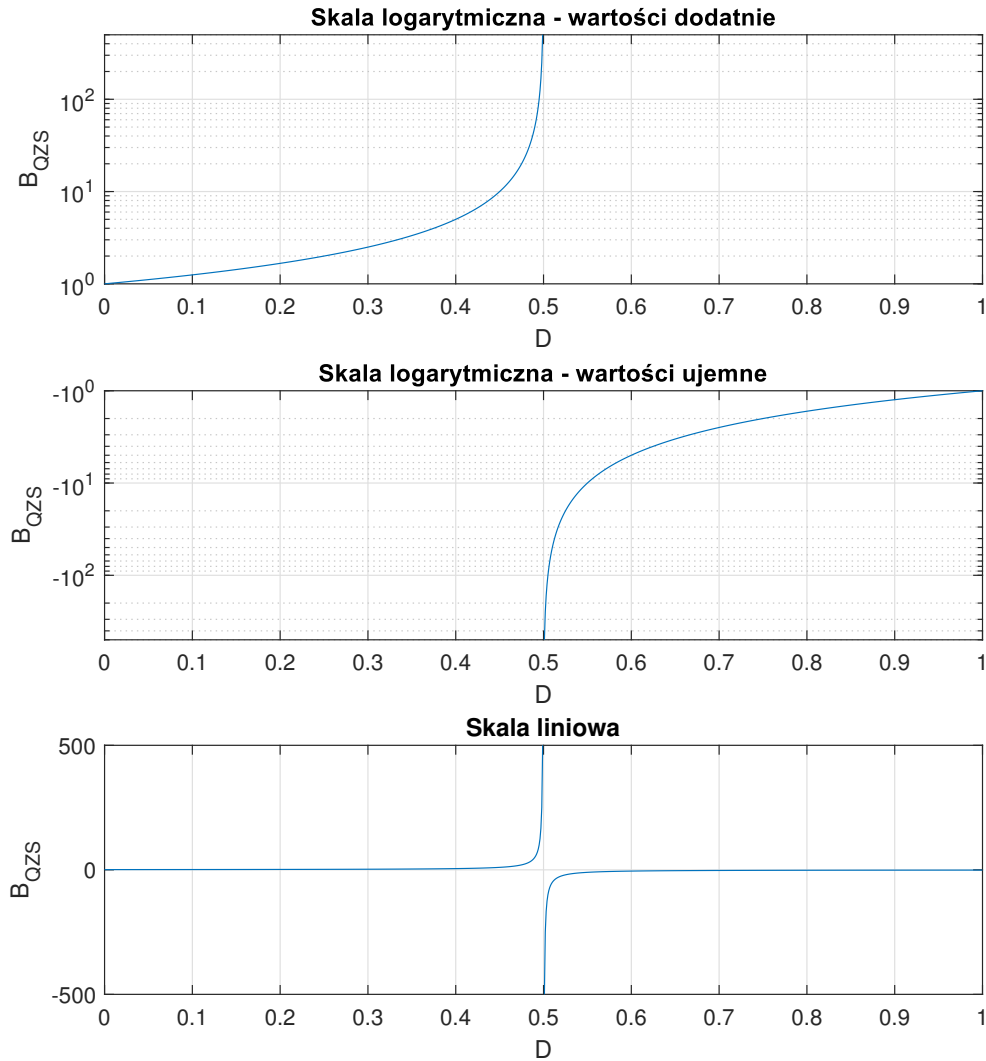 Skala logarytmiczna - wartości dodatnie
10^2
10^1
10^0
B_QZS
0 0.1 0.2 0.3 0.4 0.5 0.6 0.7 0.8 0.9 1
D
Skala logarytmiczna - wartości ujemne
-10^0
-10^1
-10^2
B_QZS
0 0.1 0.2 0.3 0.4 0.5 0.6 0.7 0.8 0.9 1
D
Skala liniowa
500
0
-500
B_QZS
0 0.1 0.2 0.3 0.4 0.5 0.6 0.7 0.8 0.9 1
D